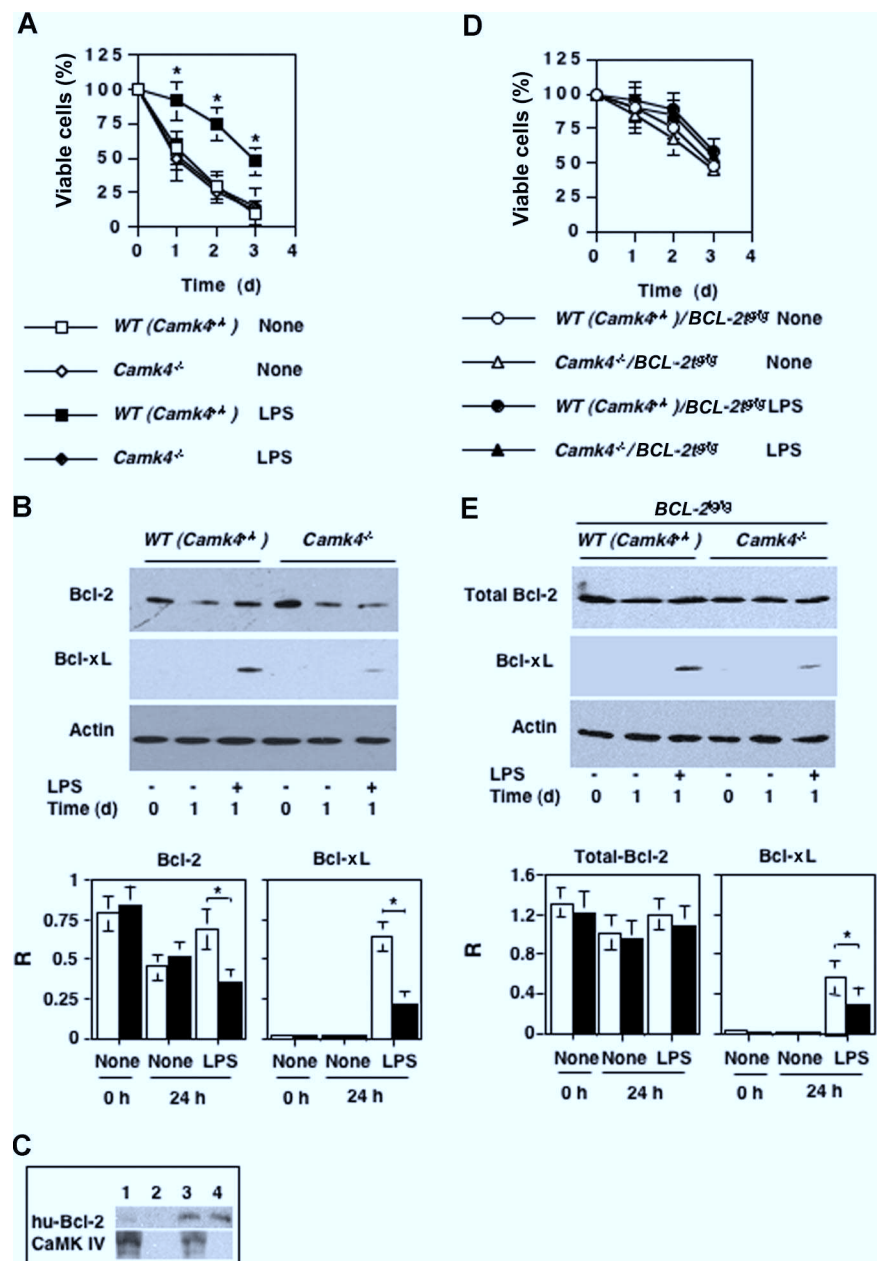 A
Viable cells (%)
125
100
75
50
25
0
* * *
0 1 2 3 4
Time (d)
WT (Camk4+/+) None
Camk4-/- None
WT (Camk4+/+) LPS
Camk4-/- LPS
B
WT (Camk4+/+) Camk4-/-
Bcl-2
Bcl-xL
Actin
LPS - - + - - +
Time (d) 0 1 1 0 1 1
Bcl-2 Bcl-xL
R
1
0.75
0.5
0.25
0
* *
None None LPS None None LPS
0 h 24 h 0 h 24 h
C
1 2 3 4
hu-Bcl-2
CaMK IV
D
Viable cells (%)
125
100
75
50
25
0
0 1 2 3 4
Time (d)
WT (Camk4+/+)/BCL-2tg/tg None
Camk4-/-/BCL-2tg/tg None
WT (Camk4+/+)/BCL-2tg/tg LPS
Camk4-/-/BCL-2tg/tg LPS
E
BCL-2tg/tg
WT (Camk4+/+) Camk4-/-
Total Bcl-2
Bcl-xL
Actin
LPS - - + - - +
Time (d) 0 1 1 0 1 1
Total-Bcl-2 Bcl-xL
R
1.6
1.2
0.8
0.4
0
*
None None LPS None None LPS
0 h 24 h 0 h 24 h